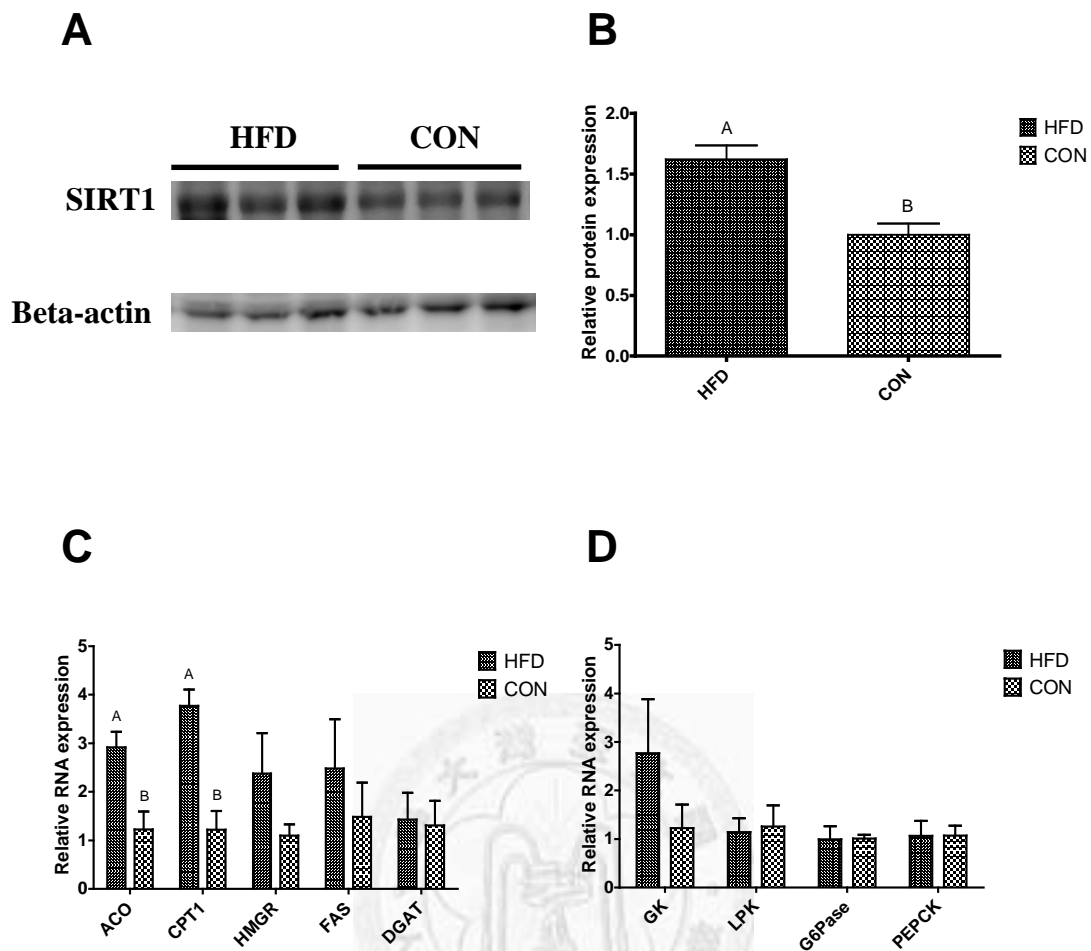 A
HFD CON
SIRT1
Beta-actin
B
Relative protein expression
2.0
1.5
1.0
0.5
0.0
A
B
HFD
CON
HFD
CON
C
Relative RNA expression
5
4
3
2
1
0
A
B
A
B
ACO
CPT1
HMGR
FAS
DGAT
HFD
CON
D
Relative RNA expression
5
4
3
2
1
0
GK
LPK
G6Pase
PEPCK
HFD
CON